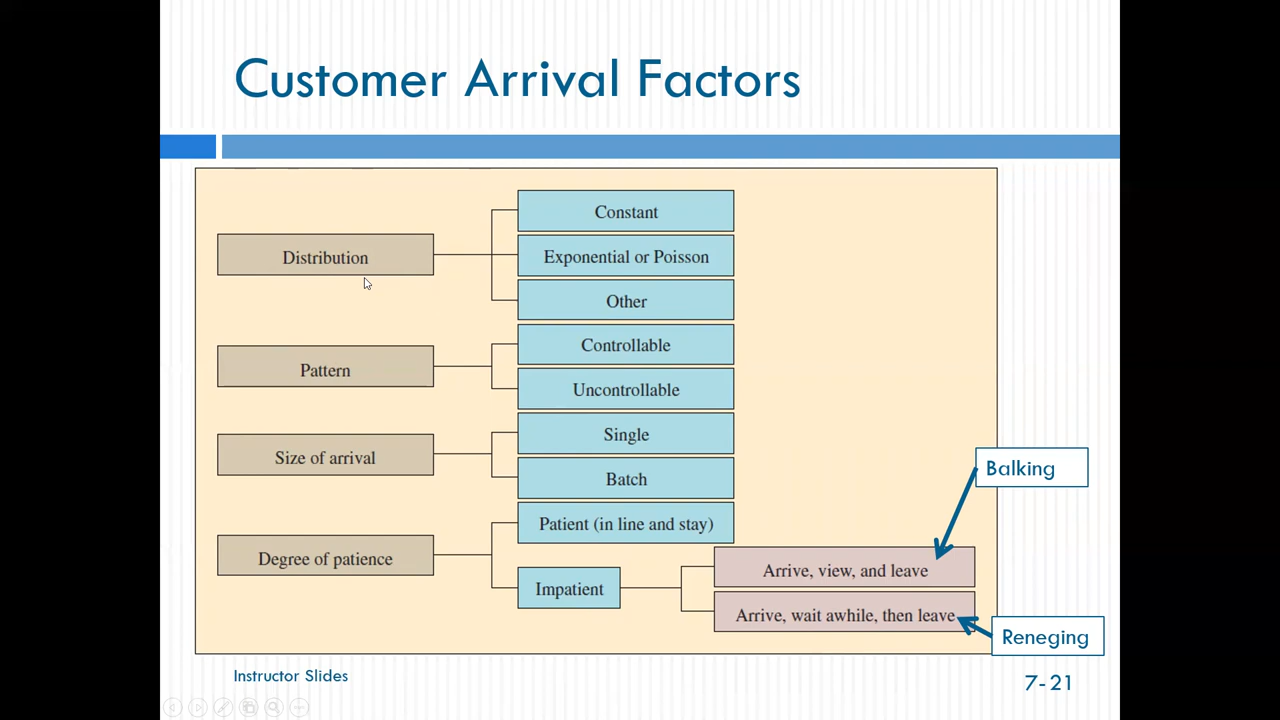 Customer Arrival Factors
Distribution
Constant
Exponential or Poisson
Other
Pattern
Controllable
Uncontrollable
Size of arrival
Single
Batch
Degree of patience
Patient (in line and stay)
Impatient
Arrive, view, and leave
Balking
Arrive, wait awhile, then leave
Reneging
Instructor Slides
7-21